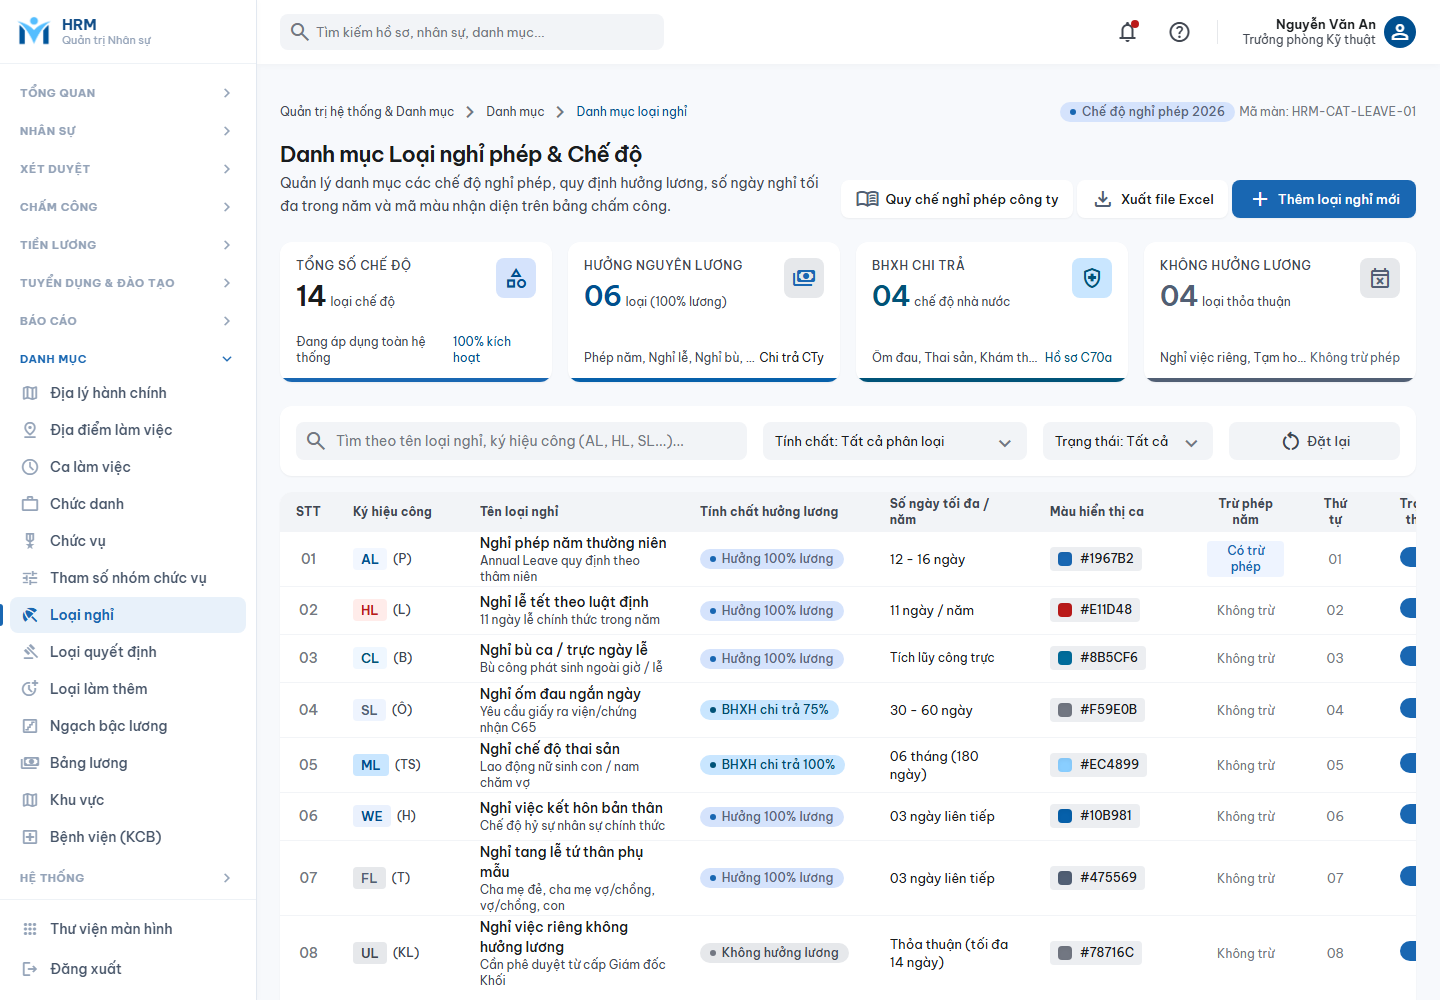 HRM
Quản trị Nhân sự
TỔNG QUAN
NHÂN SỰ
XÉT DUYỆT
CHẤM CÔNG
TIỀN LƯƠNG
TUYỂN DỤNG & ĐÀO TẠO
BÁO CÁO
DANH MỤC
Địa lý hành chính
Địa điểm làm việc
Ca làm việc
Chức danh
Chức vụ
Tham số nhóm chức vụ
Loại nghỉ
Loại quyết định
Loại làm thêm
Ngạch bậc lương
Bảng lương
Khu vực
Bệnh viện (KCB)
HỆ THỐNG
Thư viện màn hình
Đăng xuất
Tìm kiếm hồ sơ, nhân sự, danh mục...
Nguyễn Văn An
Trưởng phòng Kỹ thuật
Quản trị hệ thống & Danh mục
Danh mục
Danh mục loại nghỉ
Chế độ nghỉ phép 2026
Mã màn: HRM-CAT-LEAVE-01
Danh mục Loại nghỉ phép & Chế độ
Quản lý danh mục các chế độ nghỉ phép, quy định hưởng lương, số ngày nghỉ tối
đa trong năm và mã màu nhận diện trên bảng chấm công.
Quy chế nghỉ phép công ty
Xuất file Excel
Thêm loại nghỉ mới
TỔNG SỐ CHẾ ĐỘ
14 loại chế độ
Đang áp dụng toàn hệ
thống
100% kích
hoạt
HƯỞNG NGUYÊN LƯƠNG
06 loại (100% lương)
Phép năm, Nghỉ lễ, Nghỉ bù, ... Chi trả CTy
BHXH CHI TRẢ
04 chế độ nhà nước
Ốm đau, Thai sản, Khám th... Hồ sơ C70a
KHÔNG HƯỞNG LƯƠNG
04 loại thỏa thuận
Nghỉ việc riêng, Tạm ho... Không trừ phép
Tìm theo tên loại nghỉ, ký hiệu công (AL, HL, SL...)...
Tính chất: Tất cả phân loại
Trạng thái: Tất cả
Đặt lại
STT
Ký hiệu công
Tên loại nghỉ
Tính chất hưởng lương
Số ngày tối đa /
năm
Màu hiển thị ca
Trừ phép
năm
Thứ
tự
01
AL (P)
Nghỉ phép năm thường niên
Annual Leave quy định theo
thâm niên
Hưởng 100% lương
12 - 16 ngày
#1967B2
Có trừ
phép
01
02
HL (L)
Nghỉ lễ tết theo luật định
11 ngày lễ chính thức trong năm
Hưởng 100% lương
11 ngày / năm
#E11D48
Không trừ
02
03
CL (B)
Nghỉ bù ca / trực ngày lễ
Bù công phát sinh ngoài giờ / lễ
Hưởng 100% lương
Tích lũy công trực
#8B5CF6
Không trừ
03
04
SL (Ô)
Nghỉ ốm đau ngắn ngày
Yêu cầu giấy ra viện/chứng
nhận C65
BHXH chi trả 75%
30 - 60 ngày
#F59E0B
Không trừ
04
05
ML (TS)
Nghỉ chế độ thai sản
Lao động nữ sinh con / nam
chăm vợ
BHXH chi trả 100%
06 tháng (180
ngày)
#EC4899
Không trừ
05
06
WE (H)
Nghỉ việc kết hôn bản thân
Chế độ hỷ sự nhân sự chính thức
Hưởng 100% lương
03 ngày liên tiếp
#10B981
Không trừ
06
07
FL (T)
Nghỉ tang lễ tứ thân phụ
mẫu
Cha mẹ đẻ, cha mẹ vợ/chồng,
vợ/chồng, con
Hưởng 100% lương
03 ngày liên tiếp
#475569
Không trừ
07
08
UL (KL)
Nghỉ việc riêng không
hưởng lương
Cần phê duyệt từ cấp Giám đốc
Khối
Không hưởng lương
Thỏa thuận (tối đa
14 ngày)
#78716C
Không trừ
08